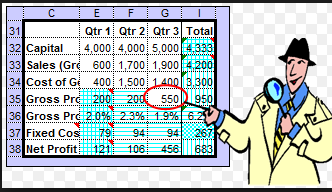 C E F G I
31 Qtr 1 Qtr 2 Qtr 3 Total
32 Capital 4,000 4,000 5,000 4,333
33 Sales (Gro 600 1,700 1,900 4,200
34 Cost of G 400 1,500 1,400 3,300
35 Gross Pro 200 200 550 950
36 Gross Pro 2.0% 2.3% 1.9% 6.2
37 Fixed Cos 79 94 94 267
38 Net Profit 121 106 456 683